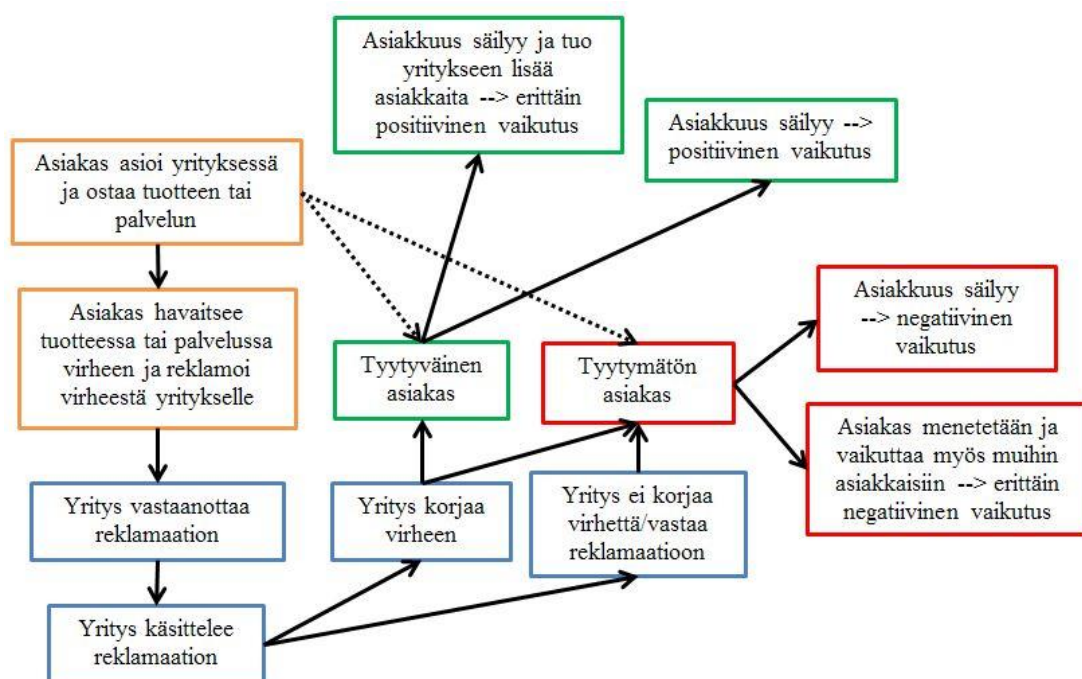 Asiakkuus säilyy ja tuo
yritykseen lisää
asiakkaita --> erittäin
positiivinen vaikutus
Asiakkuus säilyy -->
positiivinen vaikutus
Asiakas asioi yrityksessä
ja ostaa tuotteen tai
palvelun
Asiakas havaitsee
tuotteessa tai palvelussa
virheen ja reklamoi
virheestä yritykselle
Tyytyväinen
asiakas
Tyytymätön
asiakas
Asiakkuus säilyy
--> negatiivinen
vaikutus
Asiakas menetetään ja
vaikuttaa myös muihin
asiakkaisiin --> erittäin
negatiivinen vaikutus
Yritys vastaanottaa
reklamaation
Yritys korjaa
virheen
Yritys ei korjaa
virhettä/vastaa
reklamaatioon
Yritys käsittelee
reklamaation